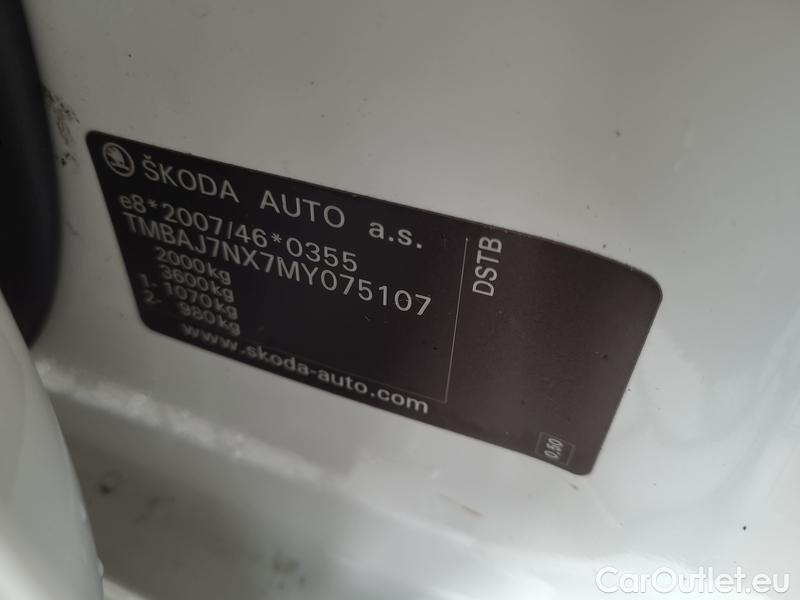 ŠKODA AUTO a.s.
e8*2007/46*0355
TMBAJ7NX7MY075107
2000kg
3600kg
1- 1070kg
2- 980kg
www.skoda-auto.com
DSTB
0,50
CarOutlet.eu